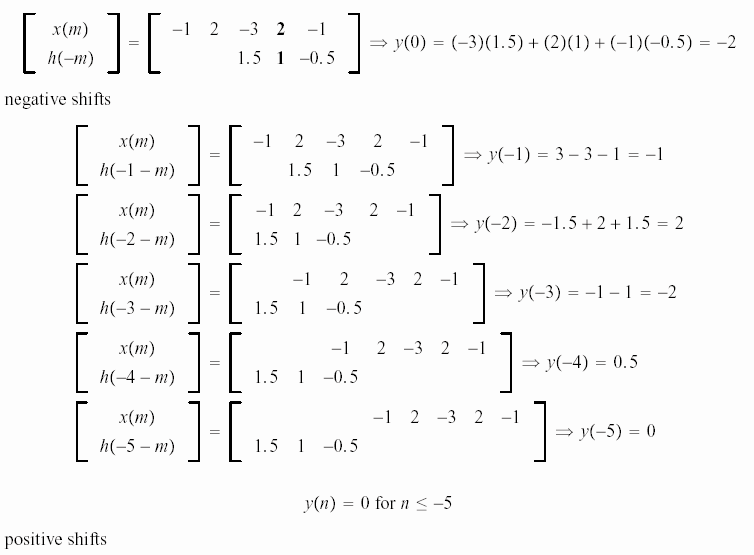 x(m) h(–m) = –1 2 –3 2 –1 1.5 1 –0.5 ⇒ y(0) = (–3)(1.5) + (2)(1) + (–1)(–0.5) = –2
negative shifts
x(m) h(–1 – m) = –1 2 –3 2 –1 1.5 1 –0.5 ⇒ y(–1) = 3 – 3 – 1 = –1
x(m) h(–2 – m) = –1 2 –3 2 –1 1.5 1 –0.5 ⇒ y(–2) = –1.5 + 2 + 1.5 = 2
x(m) h(–3 – m) = –1 2 –3 2 –1 1.5 1 –0.5 ⇒ y(–3) = –1 – 1 = –2
x(m) h(–4 – m) = –1 2 –3 2 –1 1.5 1 –0.5 ⇒ y(–4) = 0.5
x(m) h(–5 – m) = –1 2 –3 2 –1 1.5 1 –0.5 ⇒ y(–5) = 0
y(n) = 0 for n ≤ –5
positive shifts